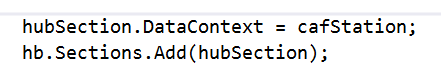 hubSection.DataContext = cafStation;
hb.Sections.Add(hubSection);